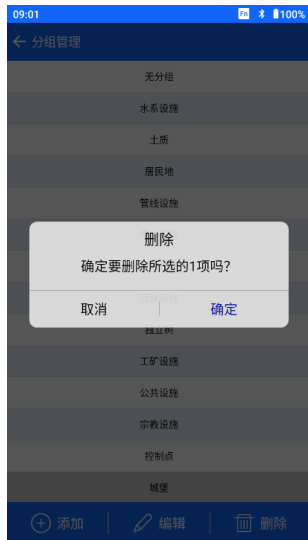 09:01
Fn
100%
分组管理
无分组
水系设施
土质
居民地
管线设施
删除
确定要删除所选的1项吗?
取消
确定
独立树
工矿设施
公共设施
宗教设施
控制点
城堡
添加
编辑
删除